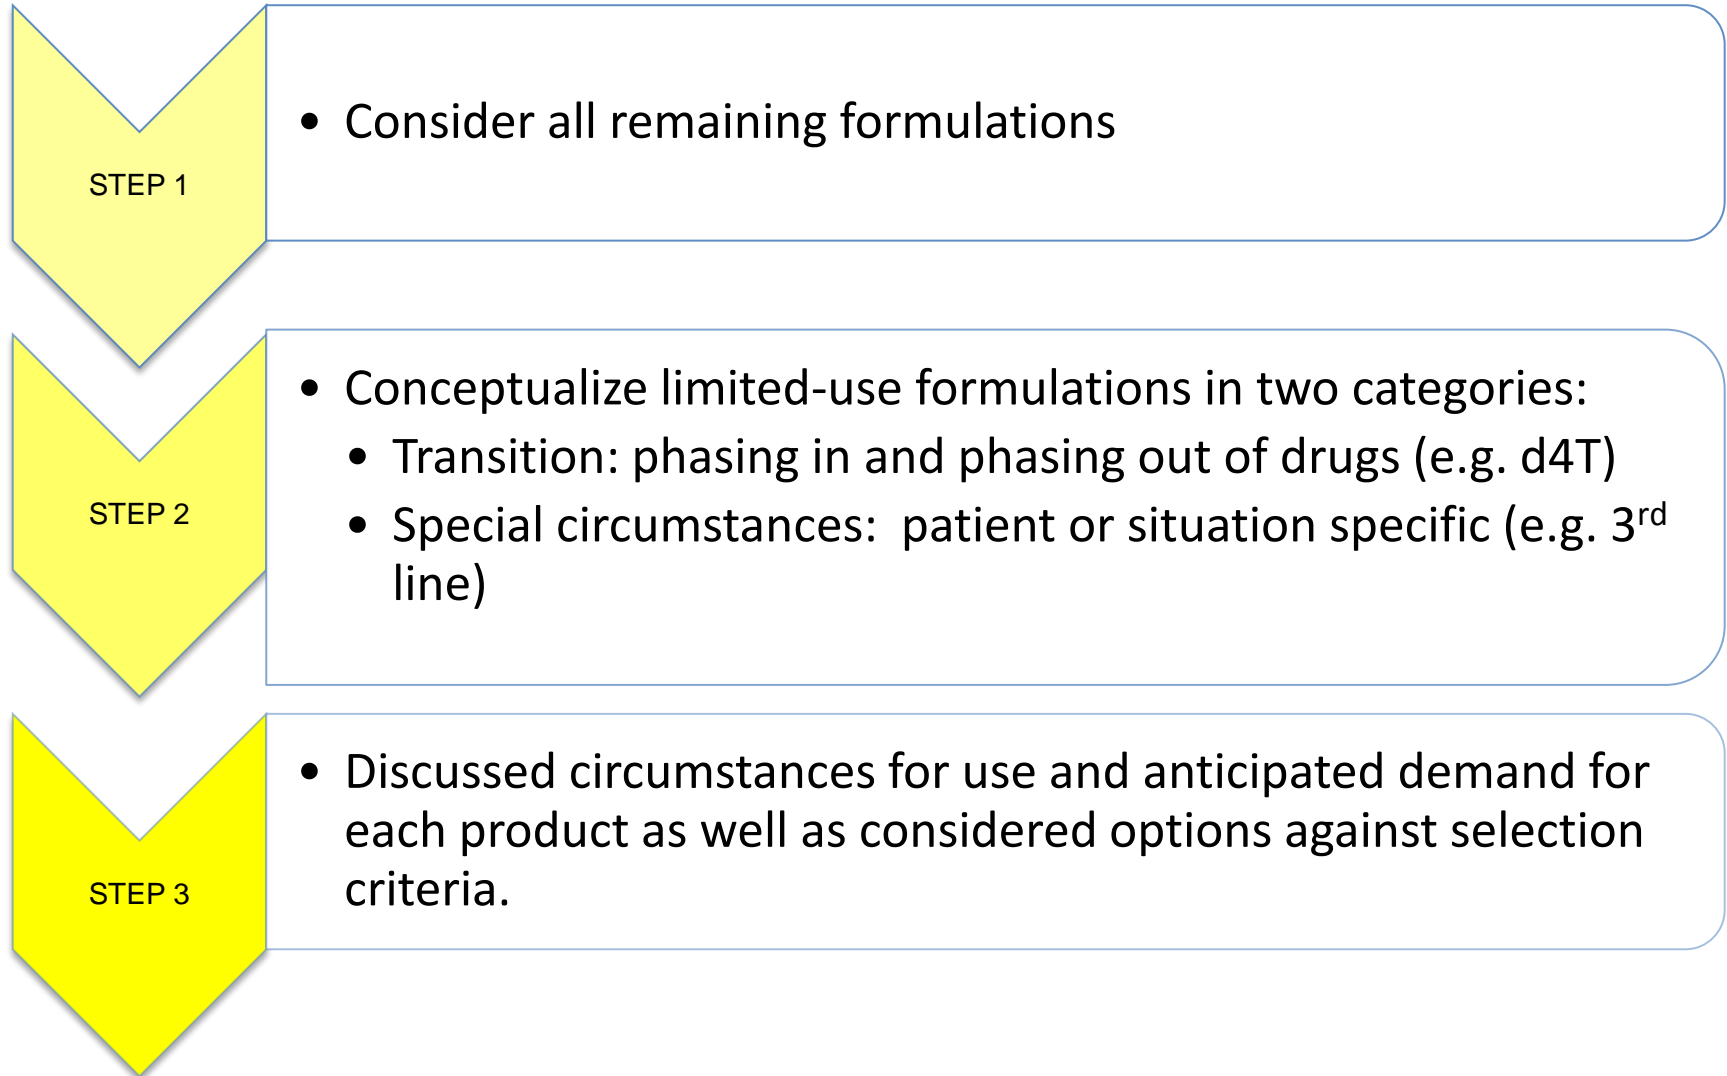 STEP 1
• Consider all remaining formulations
STEP 2
• Conceptualize limited-use formulations in two categories:
• Transition: phasing in and phasing out of drugs (e.g. d4T)
• Special circumstances:  patient or situation specific (e.g. 3rd
line)
STEP 3
• Discussed circumstances for use and anticipated demand for
each product as well as considered options against selection
criteria.